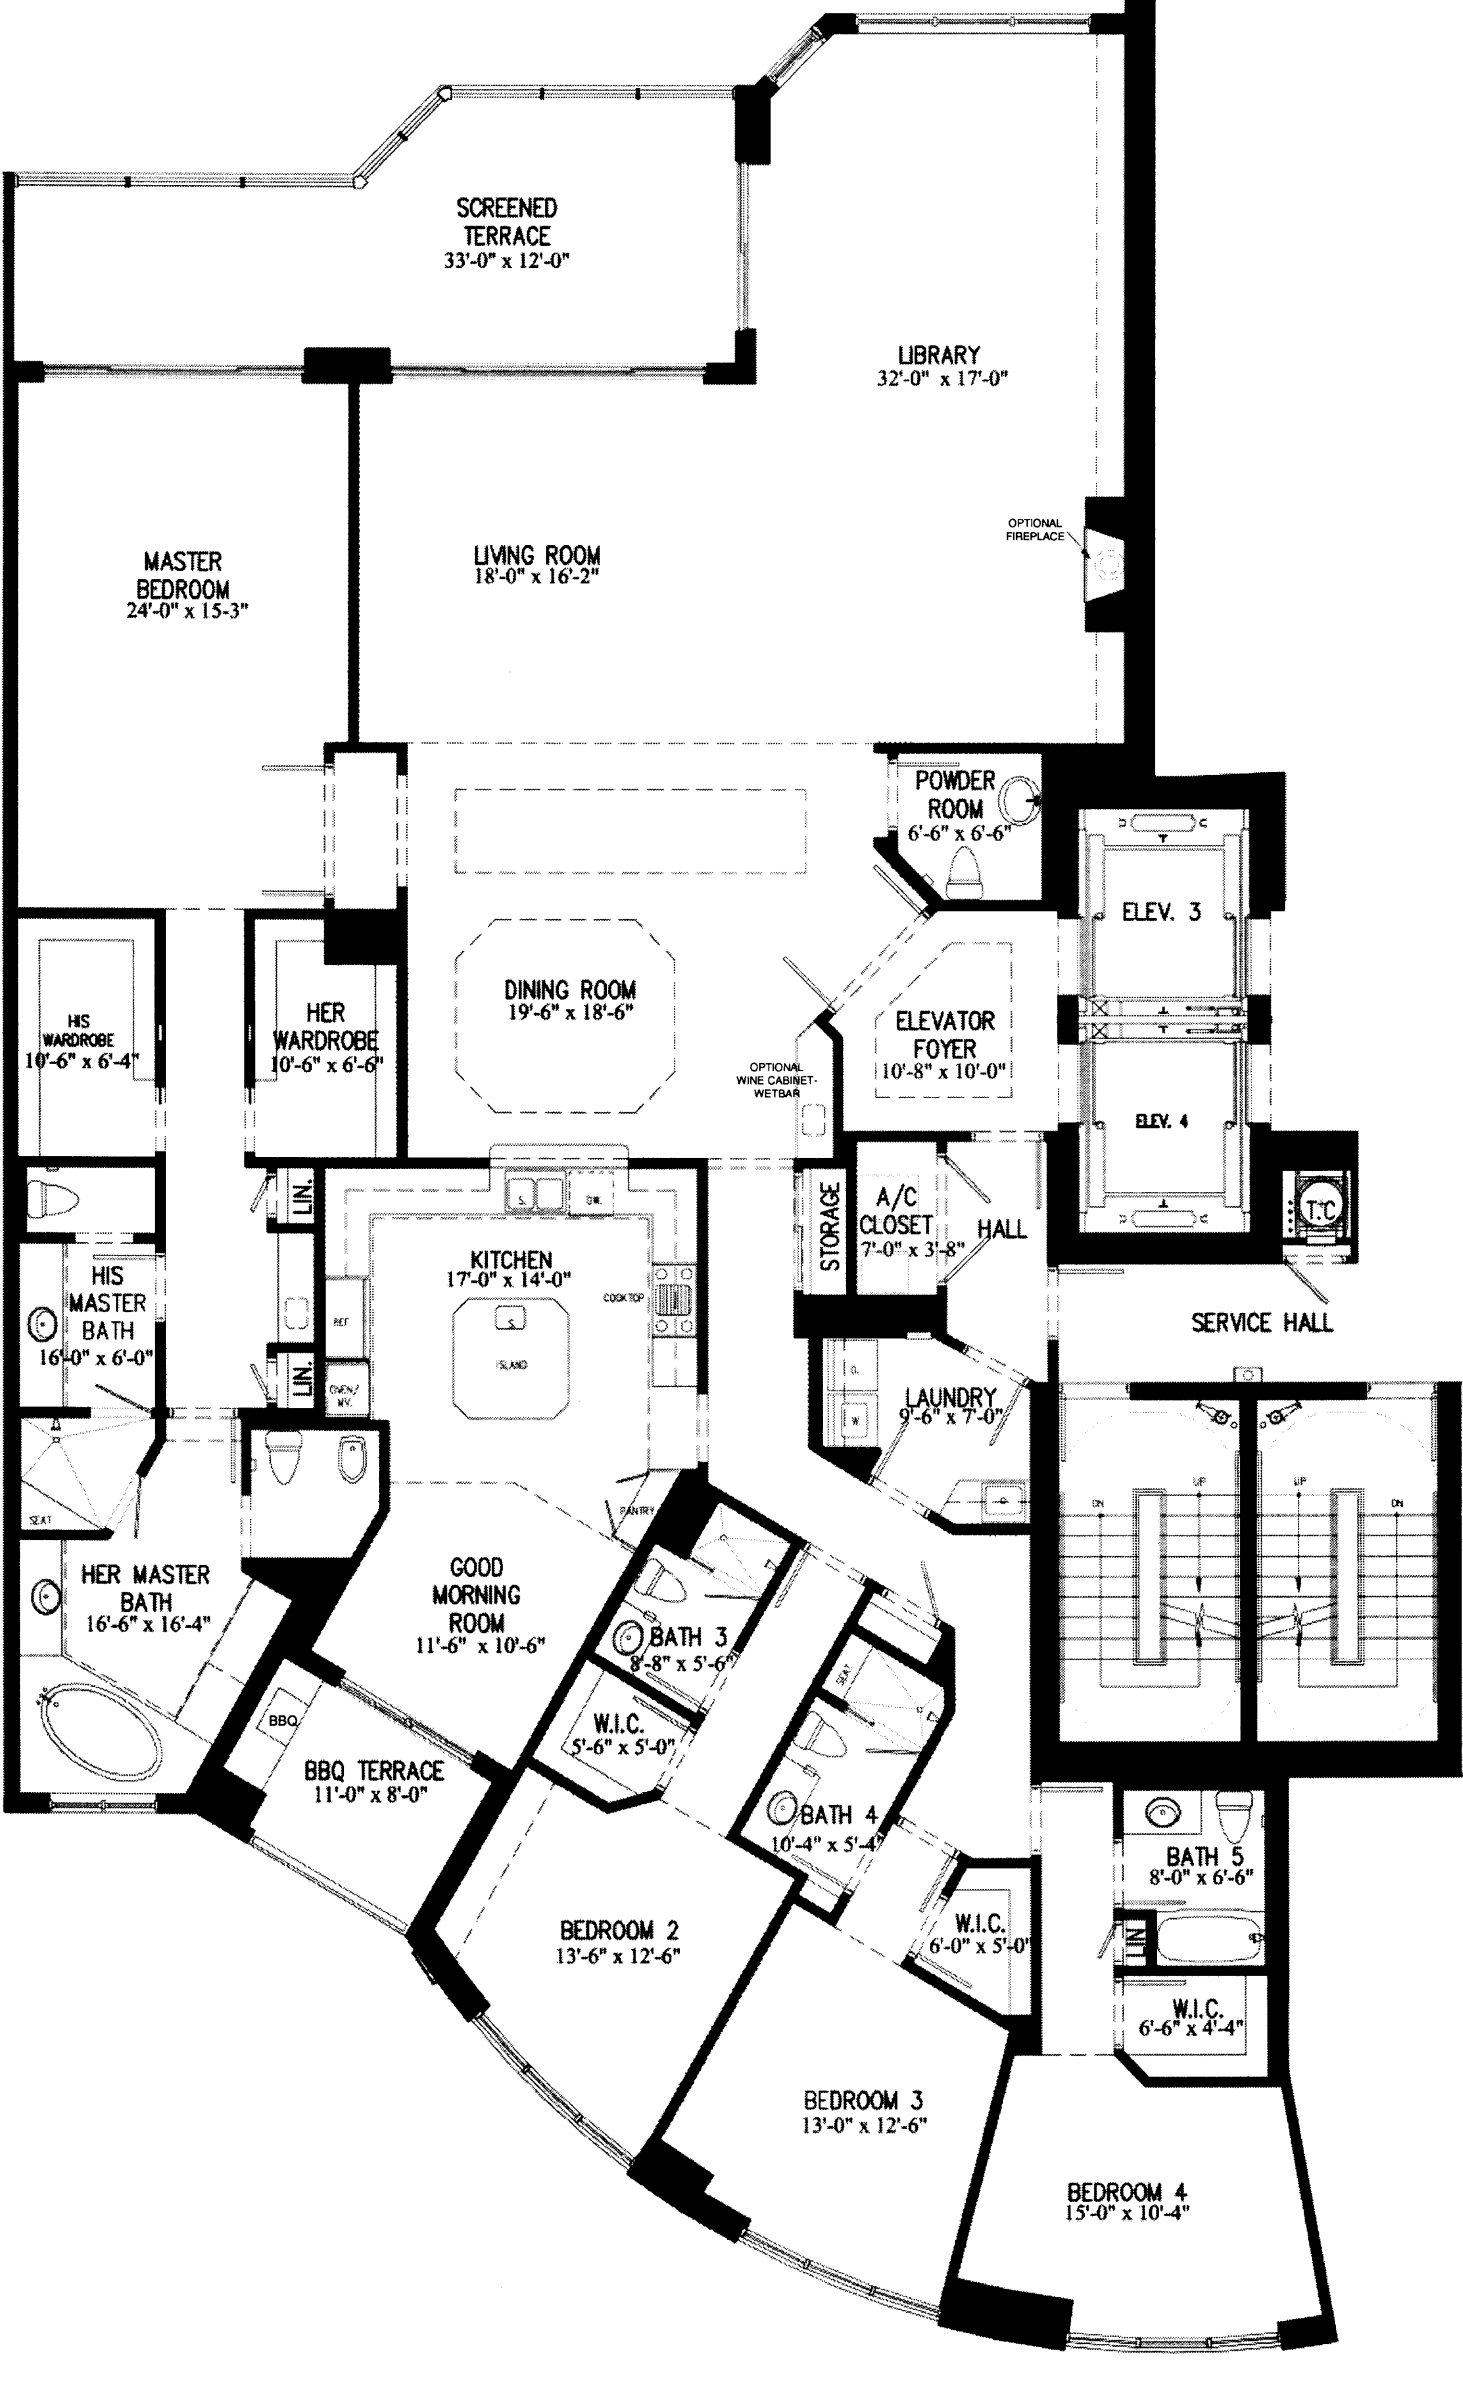 SCREENED
TERRACE
33'-0" x 12'-0"
LIBRARY
32'-0" x 17'-0"
OPTIONAL
FIREPLACE
MASTER
BEDROOM
24'-0" x 15-3"
LIVING ROOM
18'-0" x 16'-2"
POWDER
ROOM
6'-6" x 6'-6"
ELEV. 3
DINING ROOM
19'-6" x 18'-6"
HIS
WARDROBE
10'-6" x 6'-4"
HER
WARDROBE
10'-6" x 6'-6"
ELEVATOR
FOYER
10'-8" x 10'-0"
OPTIONAL
WINE CABINET-
WETBAR
ELEV. 4
LIN.
S.
DW.
STORAGE
A/C
CLOSET
7'-0" x 3'-8"
HALL
T.C
KITCHEN
17'-0" x 14'-0"
HIS
MASTER
BATH
16'-0" x 6'-0"
COOKTOP
REF.
S.
ISLAND
SERVICE HALL
LIN.
OVEN/
MV.
D.
W
LAUNDRY
9'-6" x 7'-0"
SEAT
PANTRY
UP
UP
DN
DN
HER MASTER
BATH
16'-6" x 16'-4"
GOOD
MORNING
ROOM
11'-6" x 10'-6"
BATH 3
8'-8" x 5'-6"
SEAT
BBQ
W.I.C.
5'-6" x 5'-0"
BBQ TERRACE
11'-0" x 8'-0"
BATH 4
10'-4" x 5'-4"
BATH 5
8'-0" x 6'-6"
BEDROOM 2
13'-6" x 12'-6"
W.I.C.
6'-0" x 5'-0"
LIN
W.I.C.
6'-6" x 4'-4"
BEDROOM 3
13'-0" x 12'-6"
BEDROOM 4
15'-0" x 10'-4"